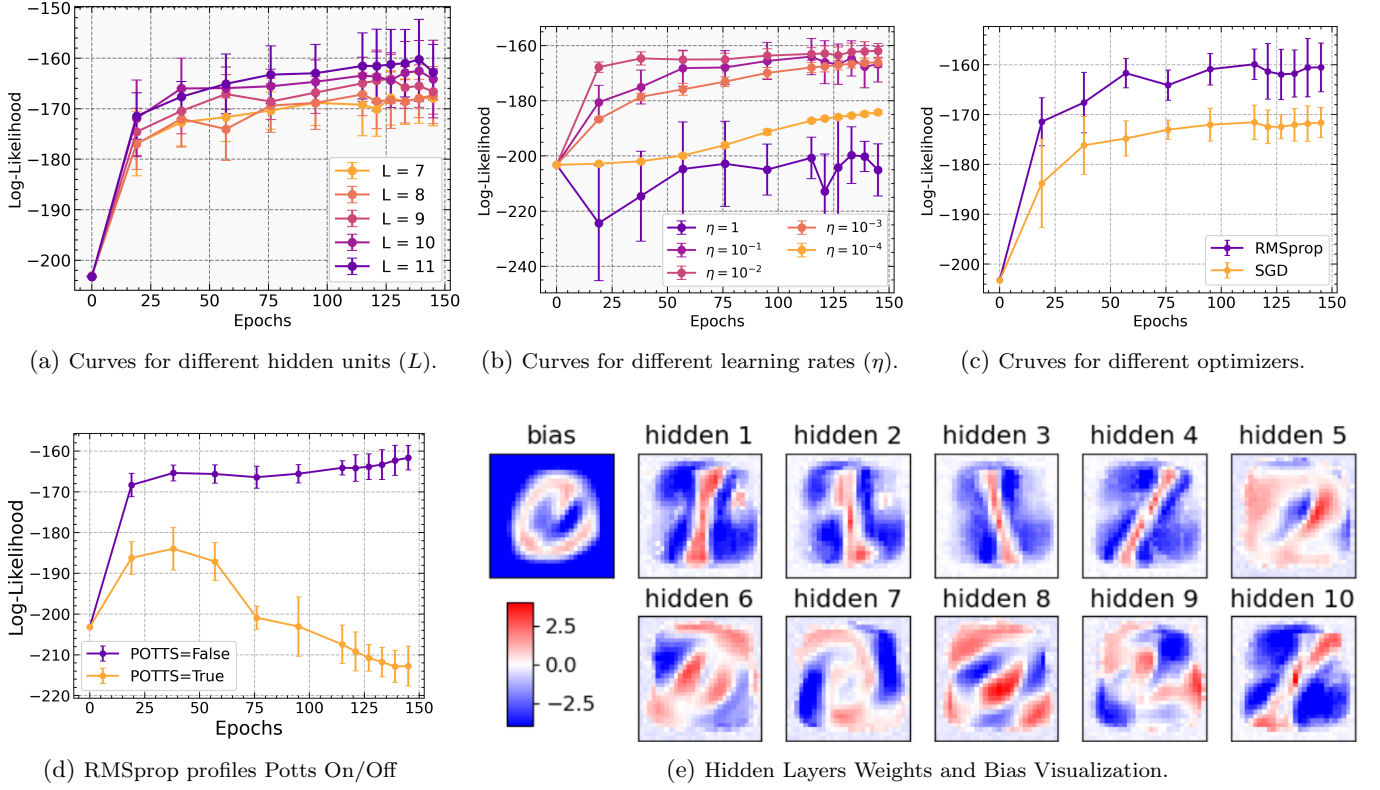 −150
−160
−170
−180
−190
−200
Log-Likelihood
L = 7
L = 8
L = 9
L = 10
L = 11
0 25 50 75 100 125 150
Epochs
(a) Curves for different hidden units (L).
−160
−180
−200
−220
−240
Log-Likelihood
η = 1
η = 10⁻¹
η = 10⁻²
η = 10⁻³
η = 10⁻⁴
0 25 50 75 100 125 150
Epochs
(b) Curves for different learning rates (η).
−160
−170
−180
−190
−200
Log-Likelihood
RMSprop
SGD
0 25 50 75 100 125 150
Epochs
(c) Cruves for different optimizers.
−160
−170
−180
−190
−200
−210
−220
Log-Likelihood
POTTS=False
POTTS=True
0 25 50 75 100 125 150
Epochs
(d) RMSprop profiles Potts On/Off
bias hidden 1 hidden 2 hidden 3 hidden 4 hidden 5
hidden 6 hidden 7 hidden 8 hidden 9 hidden 10
2.5
0.0
−2.5
(e) Hidden Layers Weights and Bias Visualization.